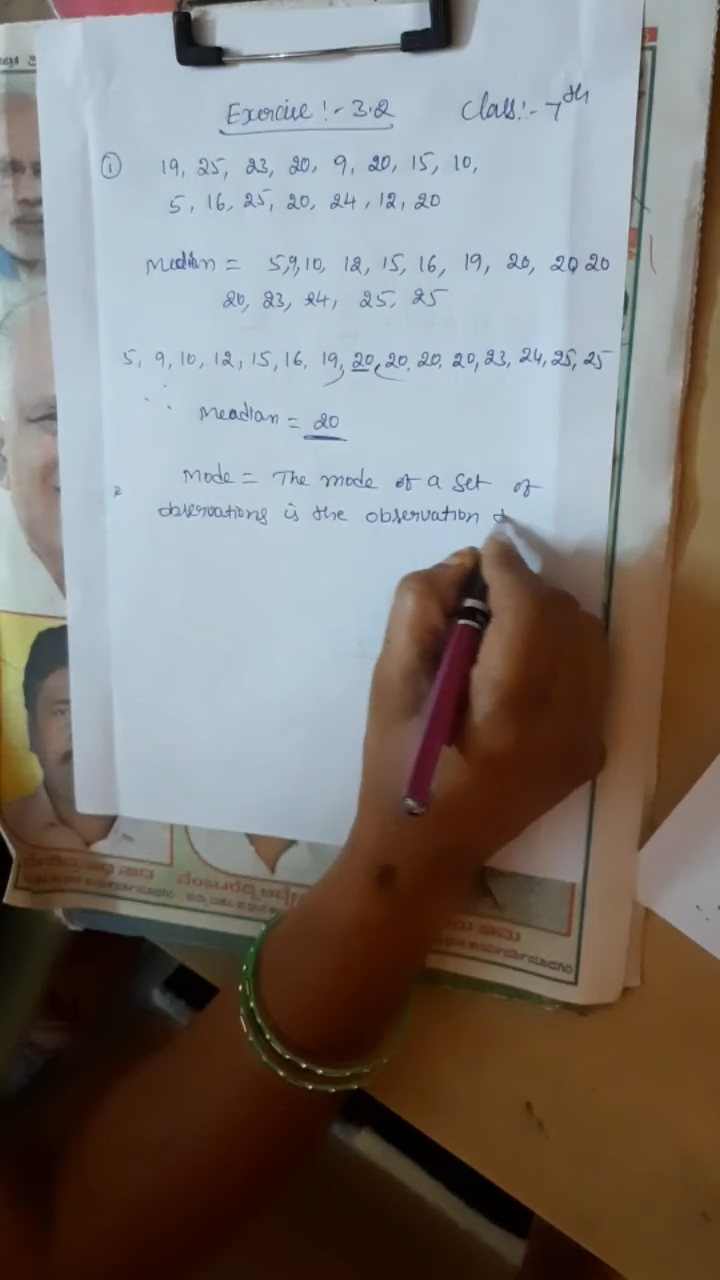 Exercise :- 3.2 Class :- 7th
① 19, 25, 23, 20, 9, 20, 15, 10,
5, 16, 25, 20, 24, 12, 20
Median = 5,9,10, 12, 15, 16, 19, 20, 20 20
20, 23, 24, 25, 25
5, 9, 10, 12, 15, 16, 19, 20, 20, 20, 20, 23, 24, 25, 25
∴ Meadian = 20
Mode = The mode of a set of
observations is the observation